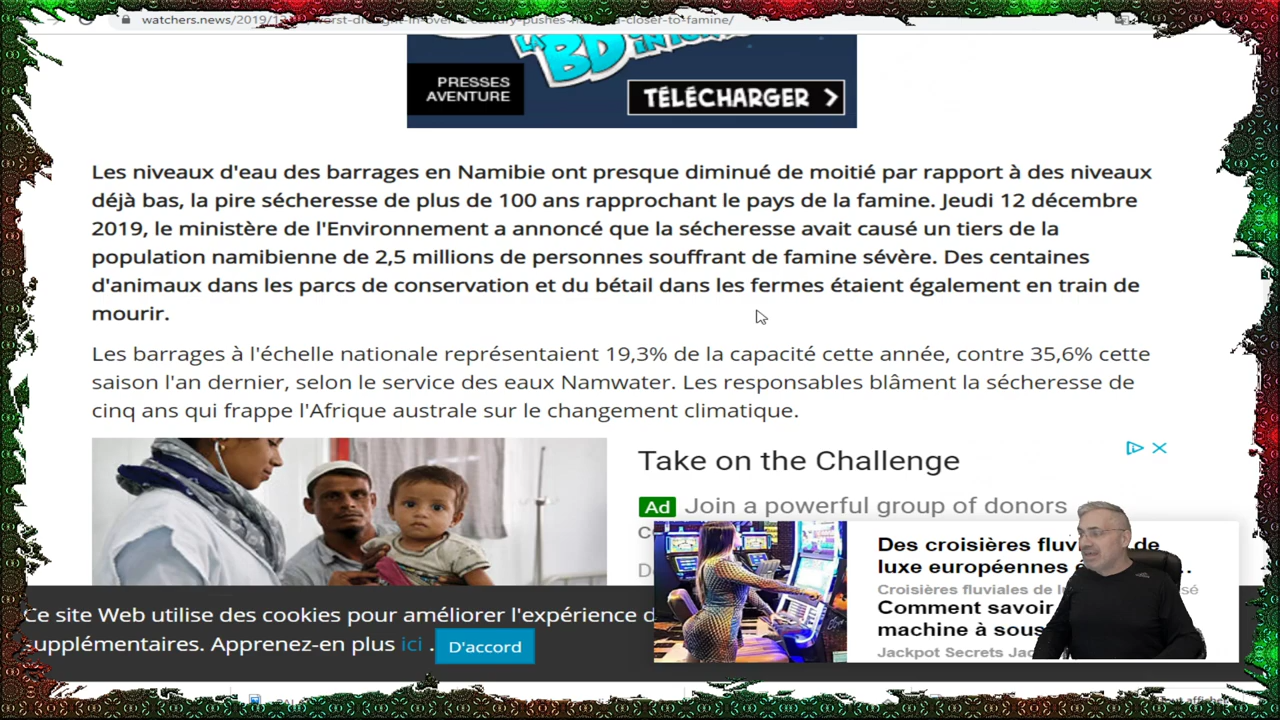 watchers.news/2019/
LA
BD
PRESSES
AVENTURE
TÉLÉCHARGER
Les niveaux d'eau des barrages en Namibie ont presque diminué de moitié par rapport à des niveaux
déjà bas, la pire sécheresse de plus de 100 ans rapprochant le pays de la famine. Jeudi 12 décembre
2019, le ministère de l'Environnement a annoncé que la sécheresse avait causé un tiers de la
population namibienne de 2,5 millions de personnes souffrant de famine sévère. Des centaines
d'animaux dans les parcs de conservation et du bétail dans les fermes étaient également en train de
mourir.
Les barrages à l'échelle nationale représentaient 19,3% de la capacité cette année, contre 35,6% cette
saison l'an dernier, selon le service des eaux Namwater. Les responsables blâment la sécheresse de
cinq ans qui frappe l'Afrique australe sur le changement climatique.
Take on the Challenge
Ad Join a powerful group of donors
Des croisières de
luxe européennes
Croisières fluviales de
Comment savoir
machine à sous
Jackpot Secrets
Ce site Web utilise des cookies pour améliorer l'expérience
supplémentaires. Apprenez-en plus ici .
D'accord